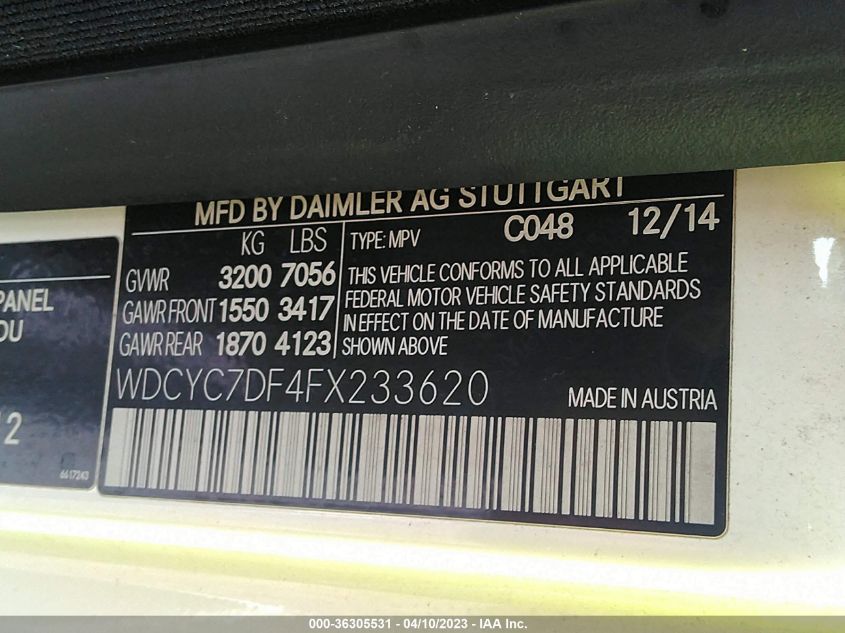 MFD BY DAIMLER AG STUTTGART
KG LBS
TYPE: MPV C048 12/14
GVWR 3200 7056
GAWR FRONT 1550 3417
GAWR REAR 1870 4123
THIS VEHICLE CONFORMS TO ALL APPLICABLE
FEDERAL MOTOR VEHICLE SAFETY STANDARDS
IN EFFECT ON THE DATE OF MANUFACTURE
SHOWN ABOVE
WDCYC7DF4FX233620
MADE IN AUSTRIA
PANEL
DU
2
6617243
000-36305531 - 04/10/2023 - IAA Inc.